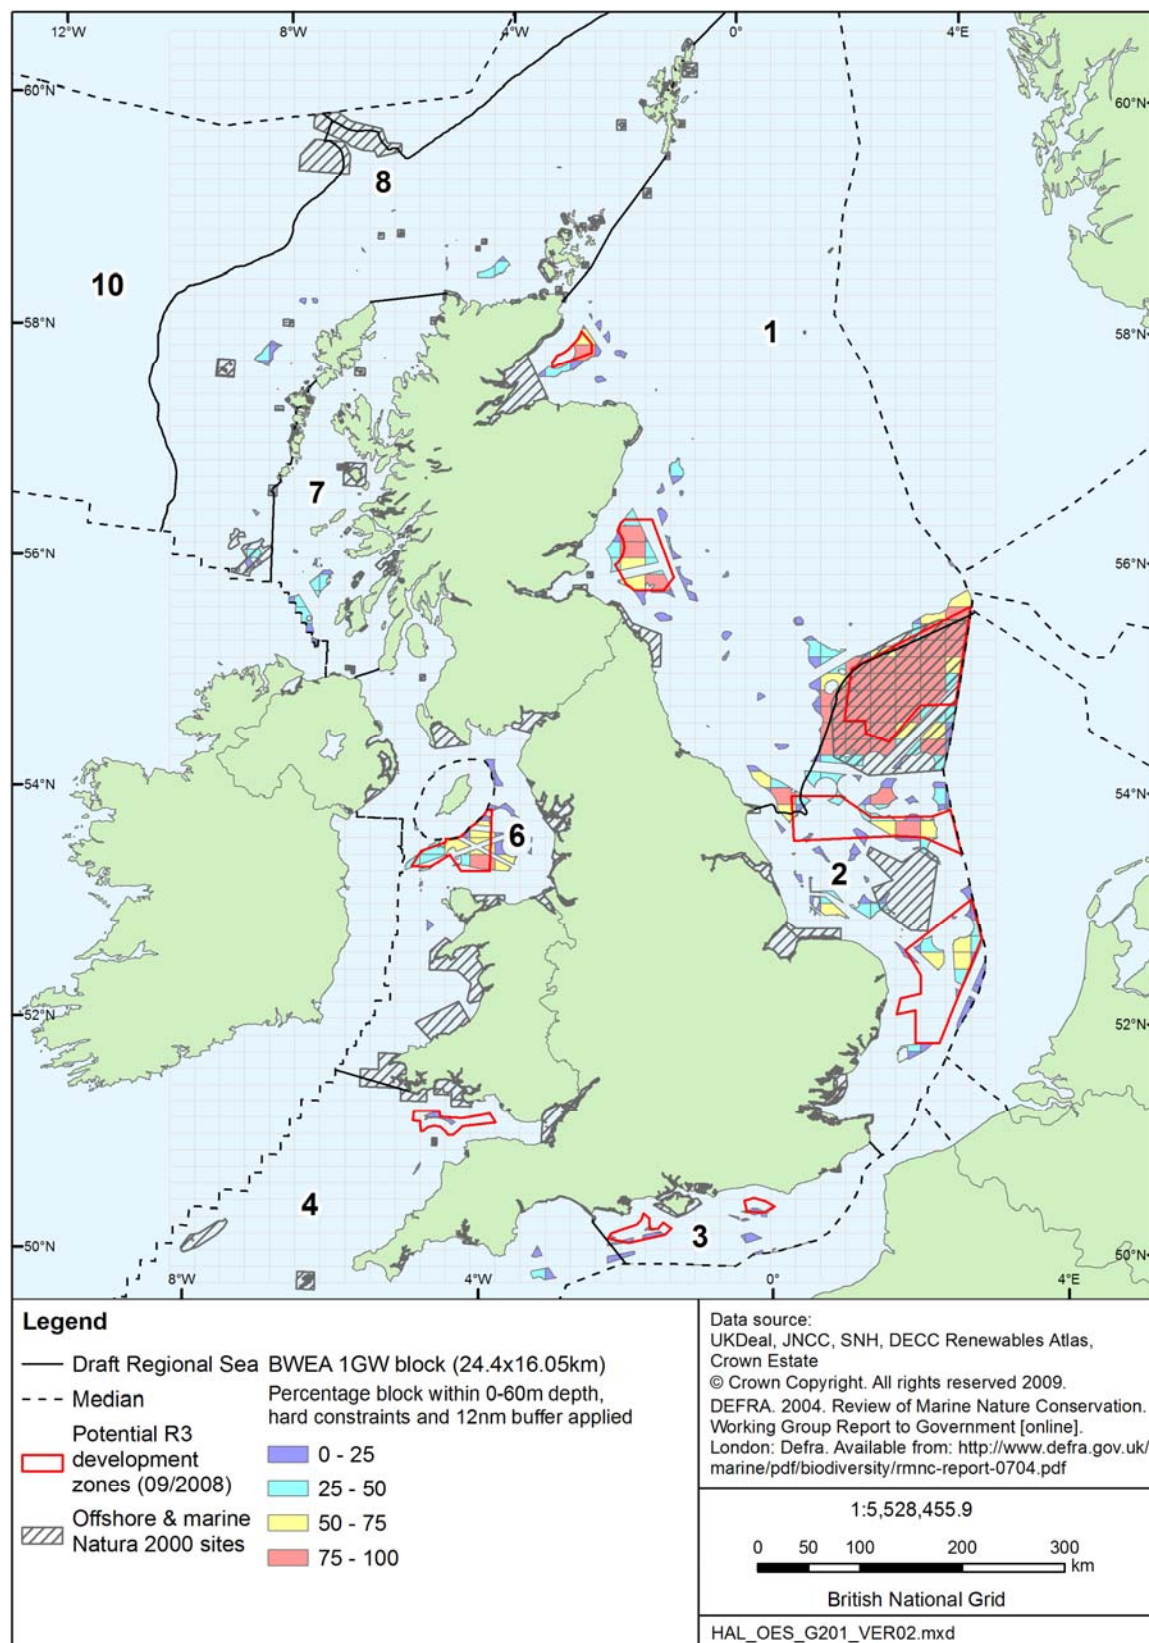 12°W 8°W 4°W 0° 4°E
60°N 60°N
8
10
58°N 58°N
1
7
56°N 56°N
54°N 54°N
6
2
52°N 52°N
4
3
50°N 50°N
8°W 4°W 0° 4°E
Legend
Draft Regional Sea
Median
Potential R3
development
zones (09/2008)
Offshore & marine
Natura 2000 sites
BWEA 1GW block (24.4x16.05km)
Percentage block within 0-60m depth,
hard constraints and 12nm buffer applied
0 - 25
25 - 50
50 - 75
75 - 100
Data source:
UKDeal, JNCC, SNH, DECC Renewables Atlas,
Crown Estate
© Crown Copyright. All rights reserved 2009.
DEFRA. 2004. Review of Marine Nature Conservation.
Working Group Report to Government [online].
London: Defra. Available from: http://www.defra.gov.uk/
marine/pdf/biodiversity/rmnc-report-0704.pdf
1:5,528,455.9
0 50 100 200 300
km
British National Grid
HAL_OES_G201_VER02.mxd